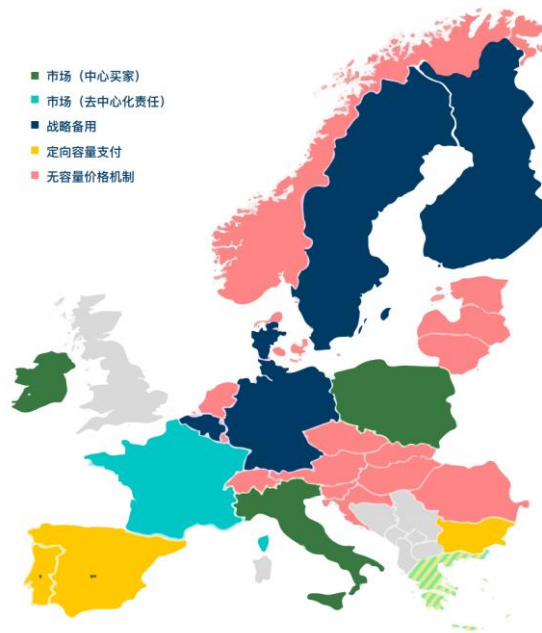 市场（中心买家）
市场（去中心化责任）
战略备用
定向容量支付
无容量价格机制